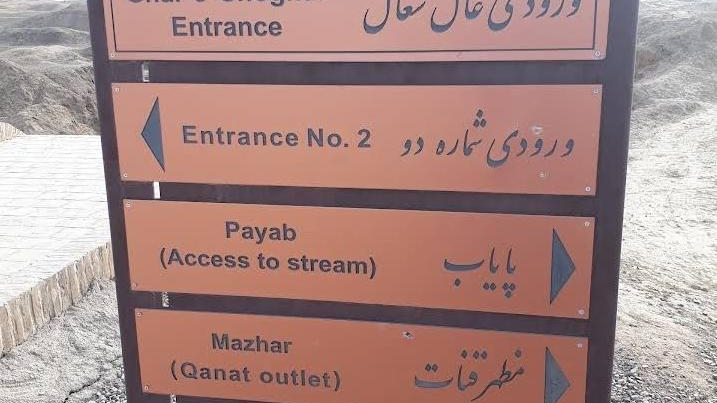 ورودی غال شغال
Entrance
Entrance No. 2
ورودی شماره دو
Payab
(Access to stream)
پایاب
Mazhar
(Qanat outlet)
مظهر قنات